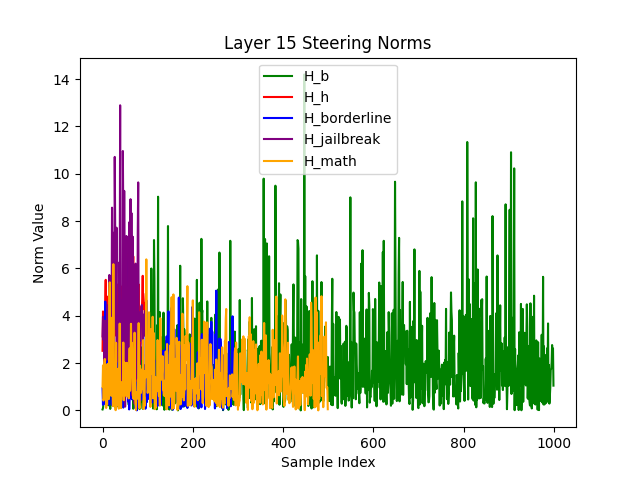 Layer 15 Steering Norms
H_b
H_h
H_borderline
H_jailbreak
H_math
Norm Value
14
12
10
8
6
4
2
0
0 200 400 600 800 1000
Sample Index